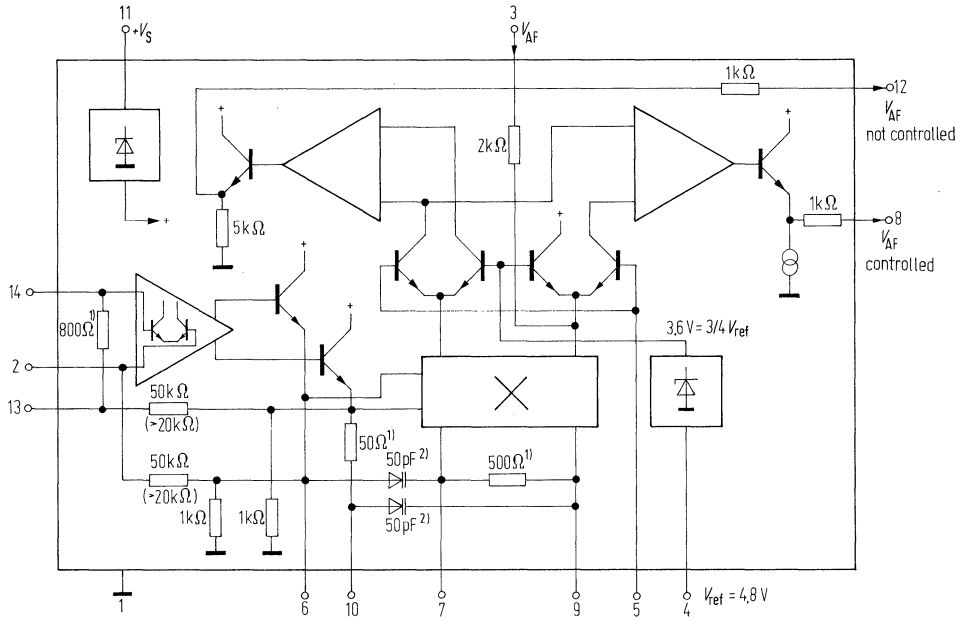 11
+Vs
3
VAF
1kΩ
12
VAF
not controlled
+
2kΩ
+
+
5kΩ
1kΩ
8
VAF
controlled
+
+
14
800Ω1)
+
3,6 V = 3/4 Vref
2
50kΩ
13
(>20kΩ)
50Ω1)
50pF2)
500Ω1)
50kΩ
(>20kΩ)
1kΩ
1kΩ
50pF2)
1
6
10
7
9
5
4
Vref = 4,8 V